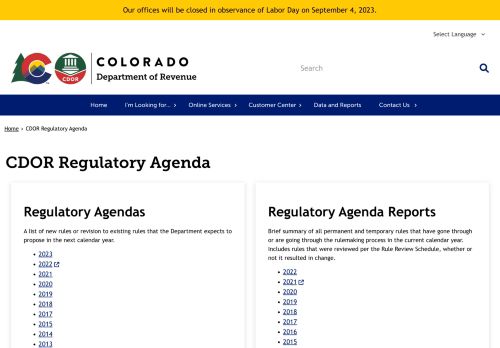 Our offices will be closed in observance of Labor Day on September 4, 2023.
Select Language
CDOR
COLORADO
Department of Revenue
Search
Home
I'm Looking for...
Online Services
Customer Center
Data and Reports
Contact Us
Home > CDOR Regulatory Agenda
CDOR Regulatory Agenda
Regulatory Agendas
A list of new rules or revision to existing rules that the Department expects to
propose in the next calendar year.
2023
2022
2021
2020
2019
2018
2017
2015
2014
2013
Regulatory Agenda Reports
Brief summary of all permanent and temporary rules that have gone through
or are going through the rulemaking process in the current calendar year.
Includes rules that were reviewed per the Rule Review Schedule, whether or
not it resulted in change.
2022
2021
2020
2019
2018
2017
2016
2015